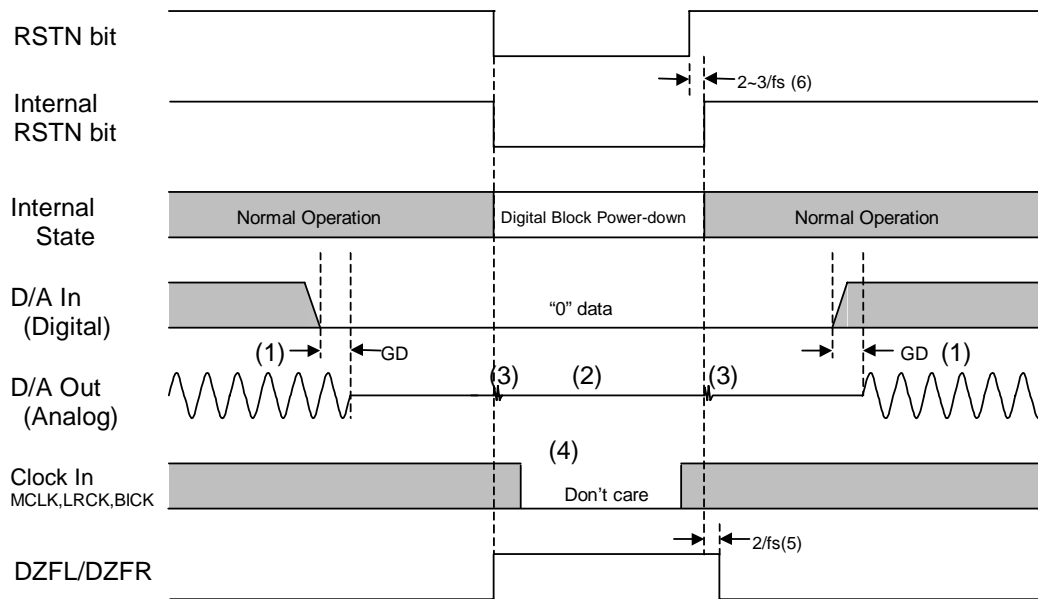 RSTN bit
2~3/fs (6)
Internal
RSTN bit
Internal
State
Normal Operation
Digital Block Power-down
Normal Operation
D/A In
(Digital)
“0” data
(1)
GD
GD
(1)
D/A Out
(Analog)
(3)
(2)
(3)
(4)
Clock In
MCLK,LRCK,BICK
Don’t care
2/fs(5)
DZFL/DZFR